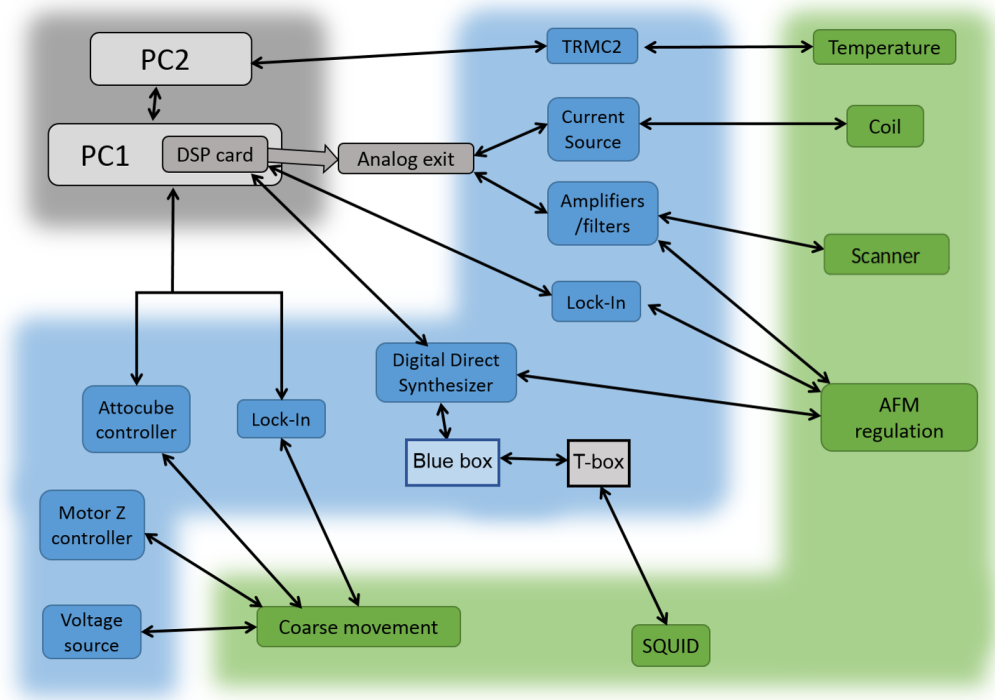 PC2
TRMC2
Temperature
Current
Source
Coil
PC1
DSP card
Analog exit
Amplifiers
/filters
Scanner
Lock-In
Digital Direct
Synthesizer
AFM
regulation
Attocube
controller
Lock-In
Blue box
T-box
Motor Z
controller
Voltage
source
Coarse movement
SQUID